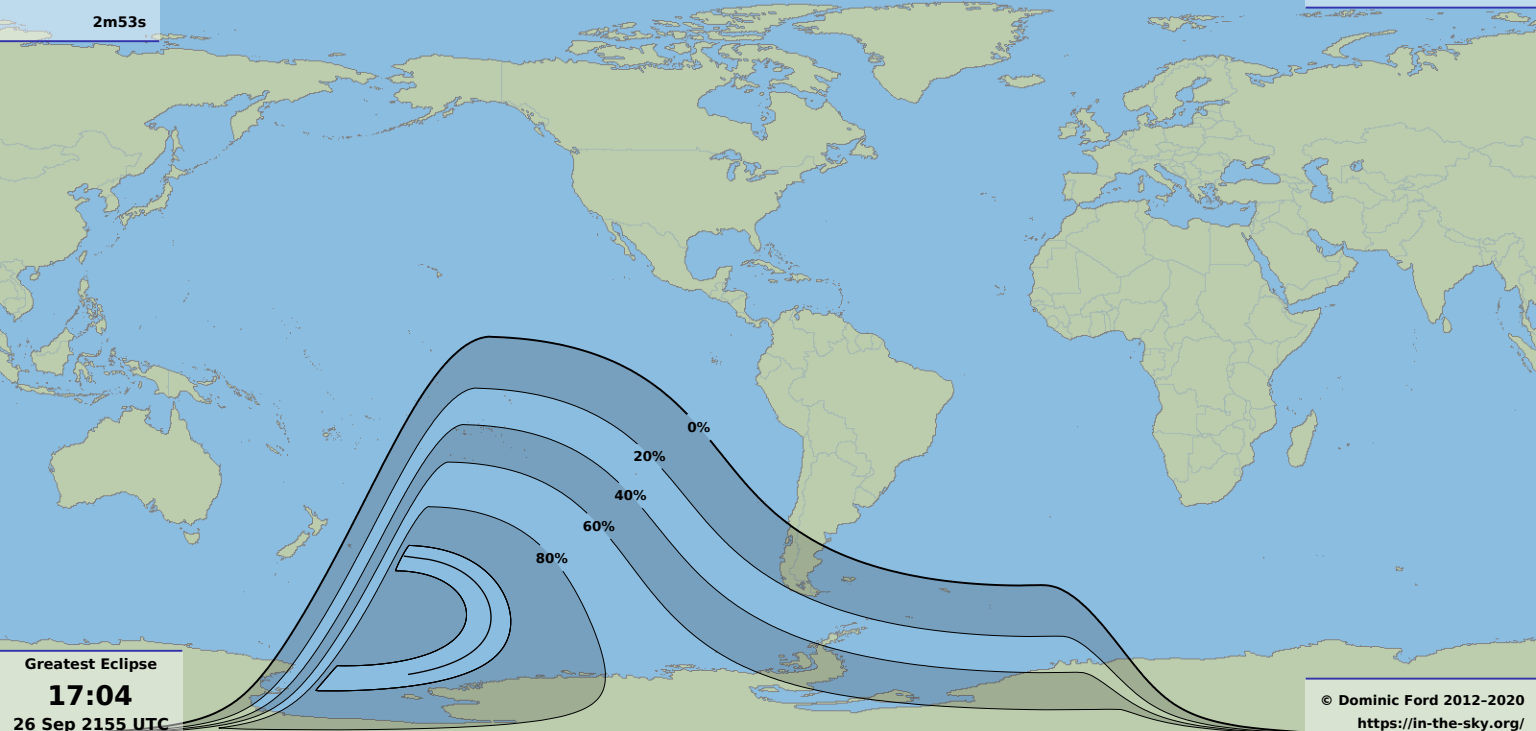 2m53s
0%
20%
40%
60%
80%
Greatest Eclipse
17:04
26 Sep 2155 UTC
© Dominic Ford 2012–2020
https://in-the-sky.org/